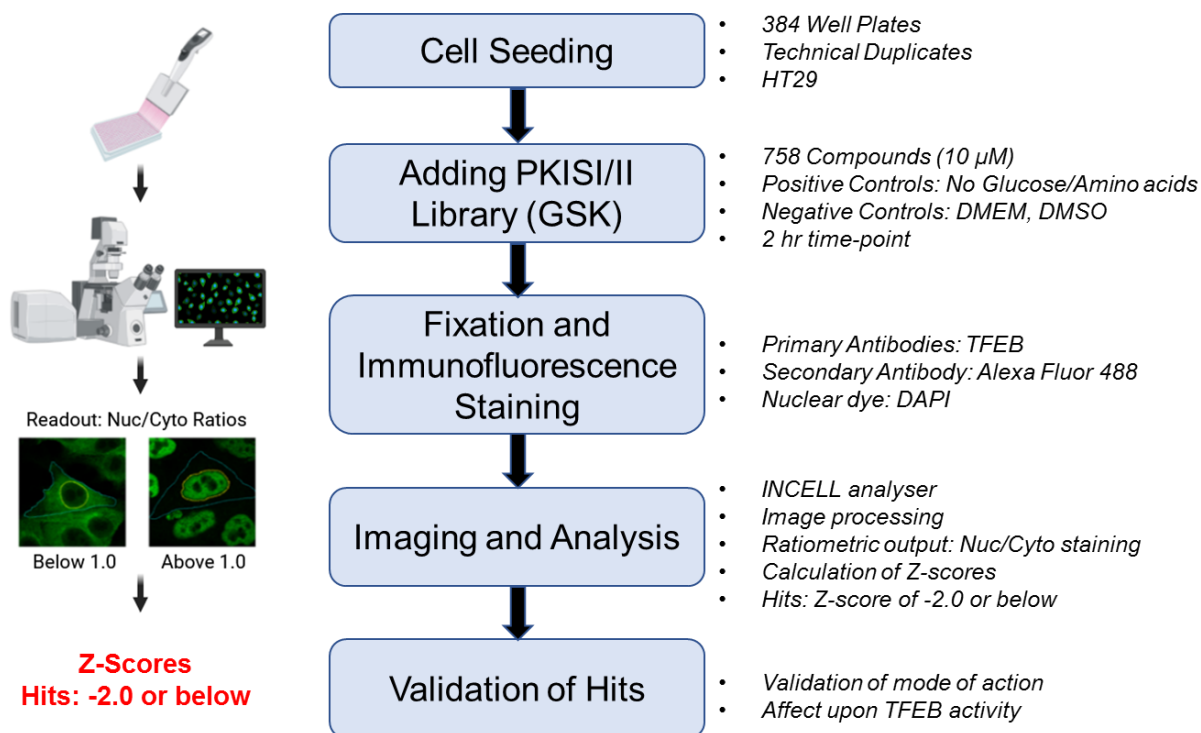 Cell Seeding
• 384 Well Plates
• Technical Duplicates
• HT29
Adding PKISI/II
Library (GSK)
• 758 Compounds (10 µM)
• Positive Controls: No Glucose/Amino acids
• Negative Controls: DMEM, DMSO
• 2 hr time-point
Fixation and
Immunofluorescence
Staining
• Primary Antibodies: TFEB
• Secondary Antibody: Alexa Fluor 488
• Nuclear dye: DAPI
Readout: Nuc/Cyto Ratios
Below 1.0
Above 1.0
Imaging and Analysis
• INCELL analyser
• Image processing
• Ratiometric output: Nuc/Cyto staining
• Calculation of Z-scores
• Hits: Z-score of -2.0 or below
Z-Scores
Hits: -2.0 or below
Validation of Hits
• Validation of mode of action
• Affect upon TFEB activity